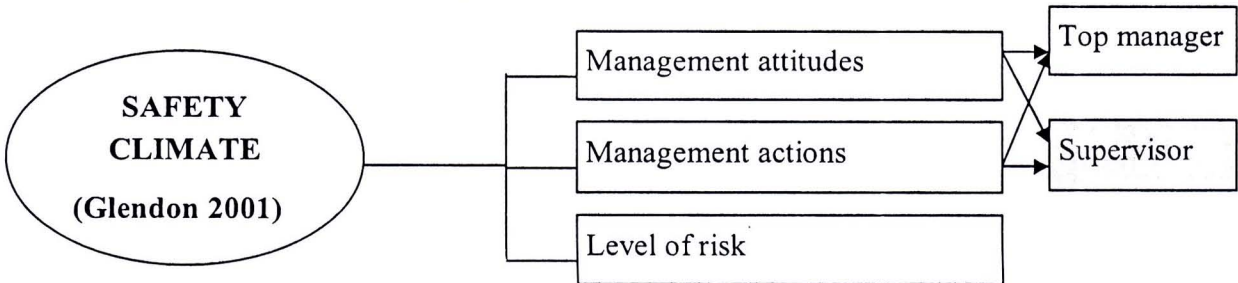 SAFETY
CLIMATE
(Glendon 2001)
Management attitudes
Management actions
Level of risk
Top manager
Supervisor